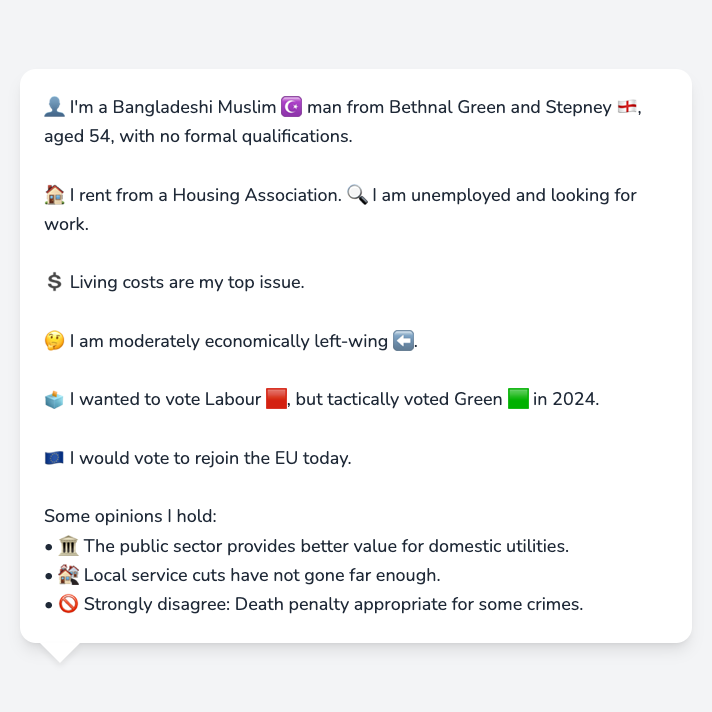 👤 I'm a Bangladeshi Muslim ☪️ man from Bethnal Green and Stepney 🏴󠁧󠁢󠁥󠁮󠁧󠁿,
aged 54, with no formal qualifications.
🏠 I rent from a Housing Association. 🔍 I am unemployed and looking for
work.
💲 Living costs are my top issue.
🤔 I am moderately economically left-wing ⬅️.
🗳️ I wanted to vote Labour 🟥, but tactically voted Green 🟩 in 2024.
🇪🇺 I would vote to rejoin the EU today.
Some opinions I hold:
• 🏛️ The public sector provides better value for domestic utilities.
• 🏚️ Local service cuts have not gone far enough.
• 🚫 Strongly disagree: Death penalty appropriate for some crimes.